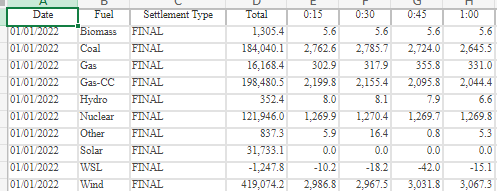 A B C D E F G H
Date Fuel Settlement Type Total 0:15 0:30 0:45 1:00
01/01/2022 Biomass FINAL 1,305.4 5.6 5.6 5.6 5.6
01/01/2022 Coal FINAL 184,040.1 2,762.6 2,785.7 2,724.0 2,645.5
01/01/2022 Gas FINAL 16,168.4 302.9 317.9 355.8 331.0
01/01/2022 Gas-CC FINAL 198,480.5 2,199.8 2,155.4 2,095.8 2,044.4
01/01/2022 Hydro FINAL 352.4 8.0 8.1 7.9 6.6
01/01/2022 Nuclear FINAL 121,946.0 1,269.9 1,270.4 1,269.7 1,269.8
01/01/2022 Other FINAL 837.3 5.9 16.4 0.8 5.3
01/01/2022 Solar FINAL 31,733.1 0.0 0.0 0.0 0.0
01/01/2022 WSL FINAL -1,247.8 -10.2 -18.2 -42.0 -15.1
01/01/2022 Wind FINAL 419,074.2 2,986.8 2,967.5 3,031.8 3,067.3